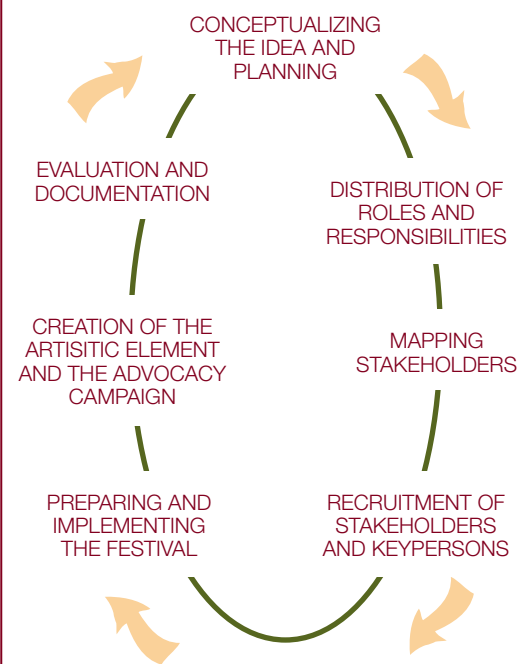 CONCEPTUALIZING
THE IDEA AND
PLANNING
DISTRIBUTION OF
ROLES AND
RESPONSIBILITIES
MAPPING
STAKEHOLDERS
RECRUITMENT OF
STAKEHOLDERS
AND KEYPERSONS
PREPARING AND
IMPLEMENTING
THE FESTIVAL
CREATION OF THE
ARTISITIC ELEMENT
AND THE ADVOCACY
CAMPAIGN
EVALUATION AND
DOCUMENTATION